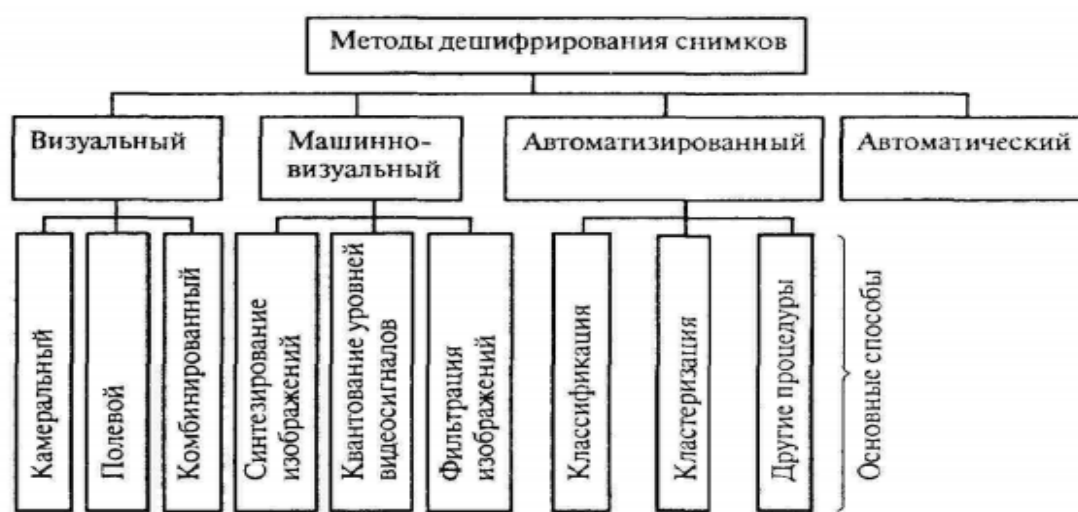 Методы дешифрирования снимков
Визуальный
Машинно-
визуальный
Автоматизированный
Автоматический
Камеральный
Полевой
Комбинированный
Синтезирование
изображений
Квантование уровней
видеосигналов
Фильтрация
изображений
Классификация
Кластеризация
Другие процедуры
Основные способы